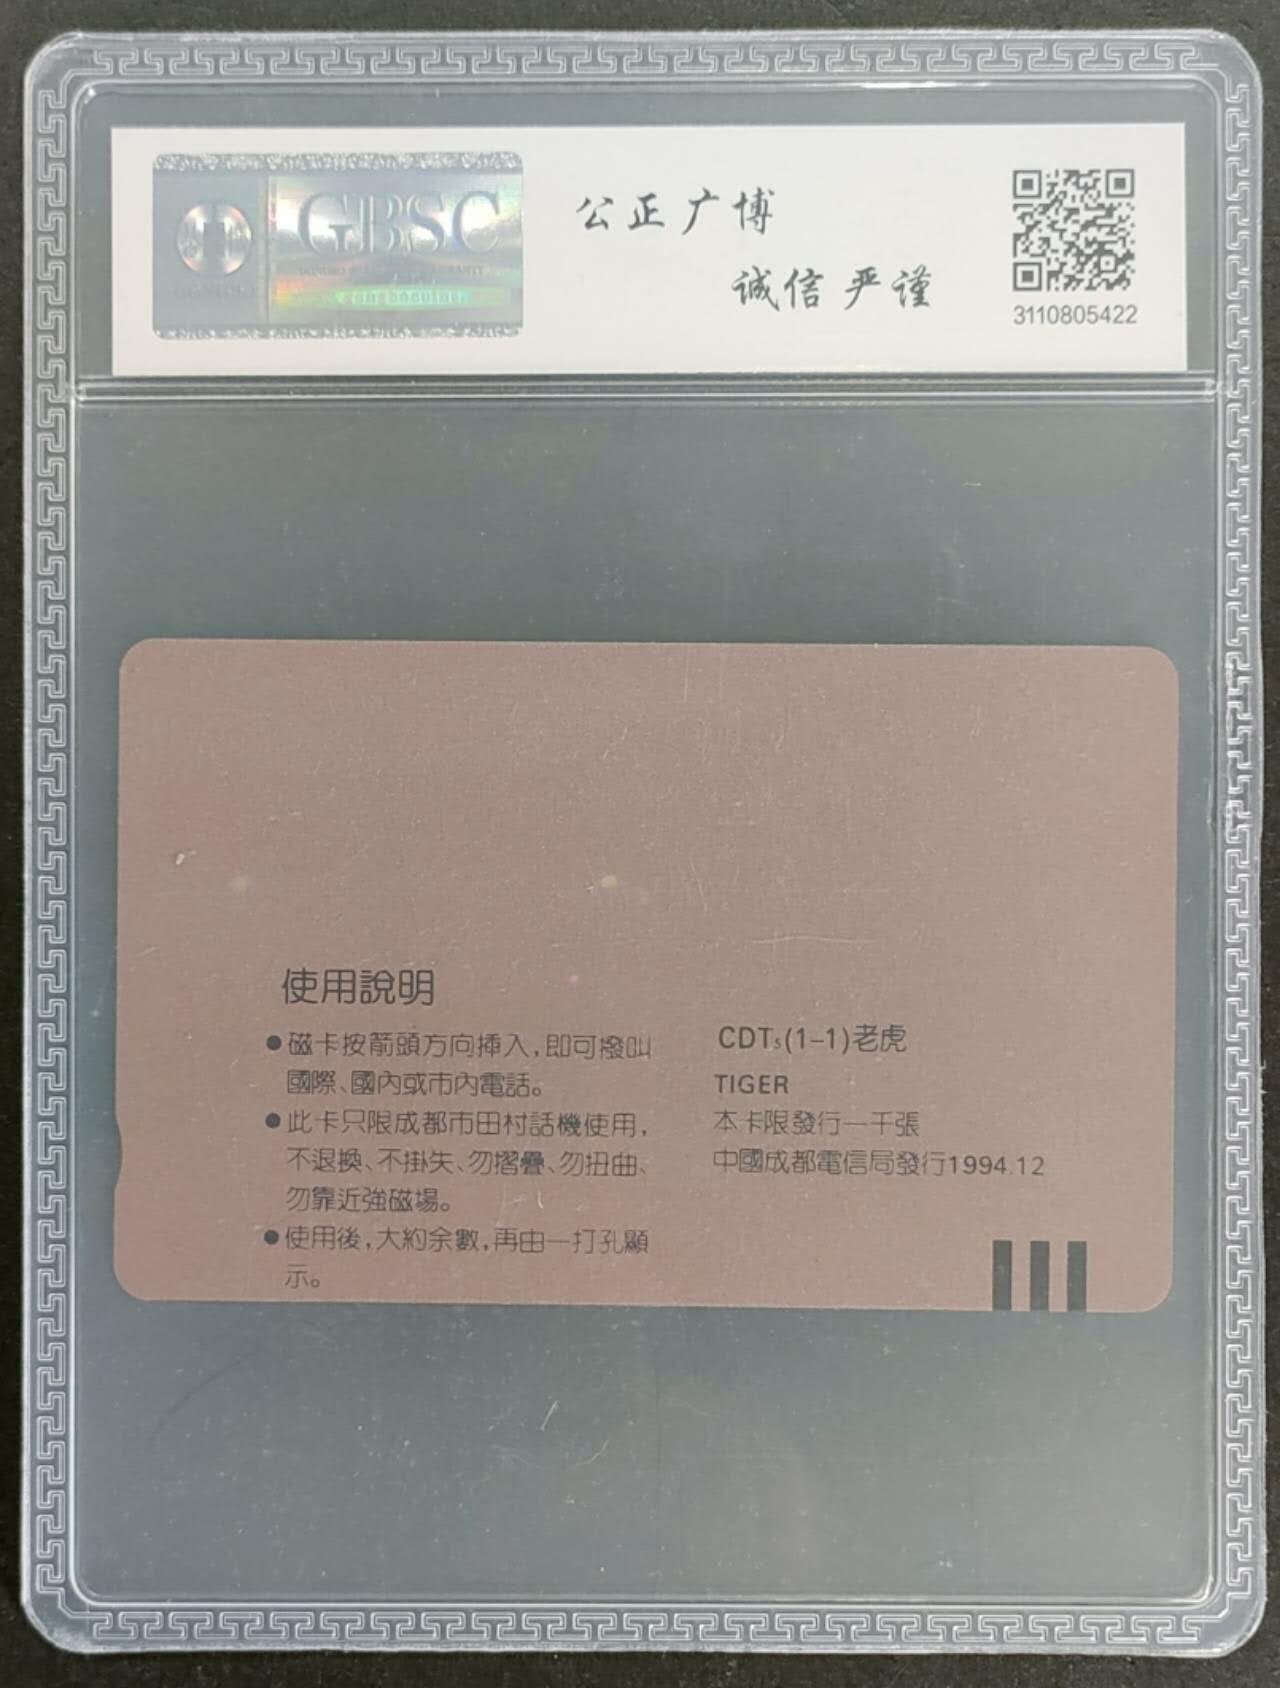 GBSC
公正广博
诚信严谨
3110805422
使用說明
●磁卡按箭頭方向挿入,即可撥叫
國際、國內或市內電話。
●此卡只限成都市田村話機使用,
不退換、不掛失、勿摺疊、勿扭曲、
勿靠近強磁場。
●使用後,大約余數,再由一打孔顯
示。
CDT₅(1-1)老虎
TIGER
本卡限發行一千張
中國成都電信局發行1994.12